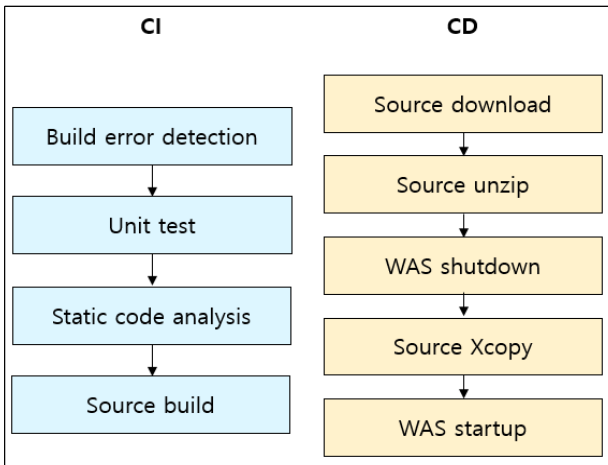 CI
Build error detection
Unit test
Static code analysis
Source build
CD
Source download
Source unzip
WAS shutdown
Source Xcopy
WAS startup